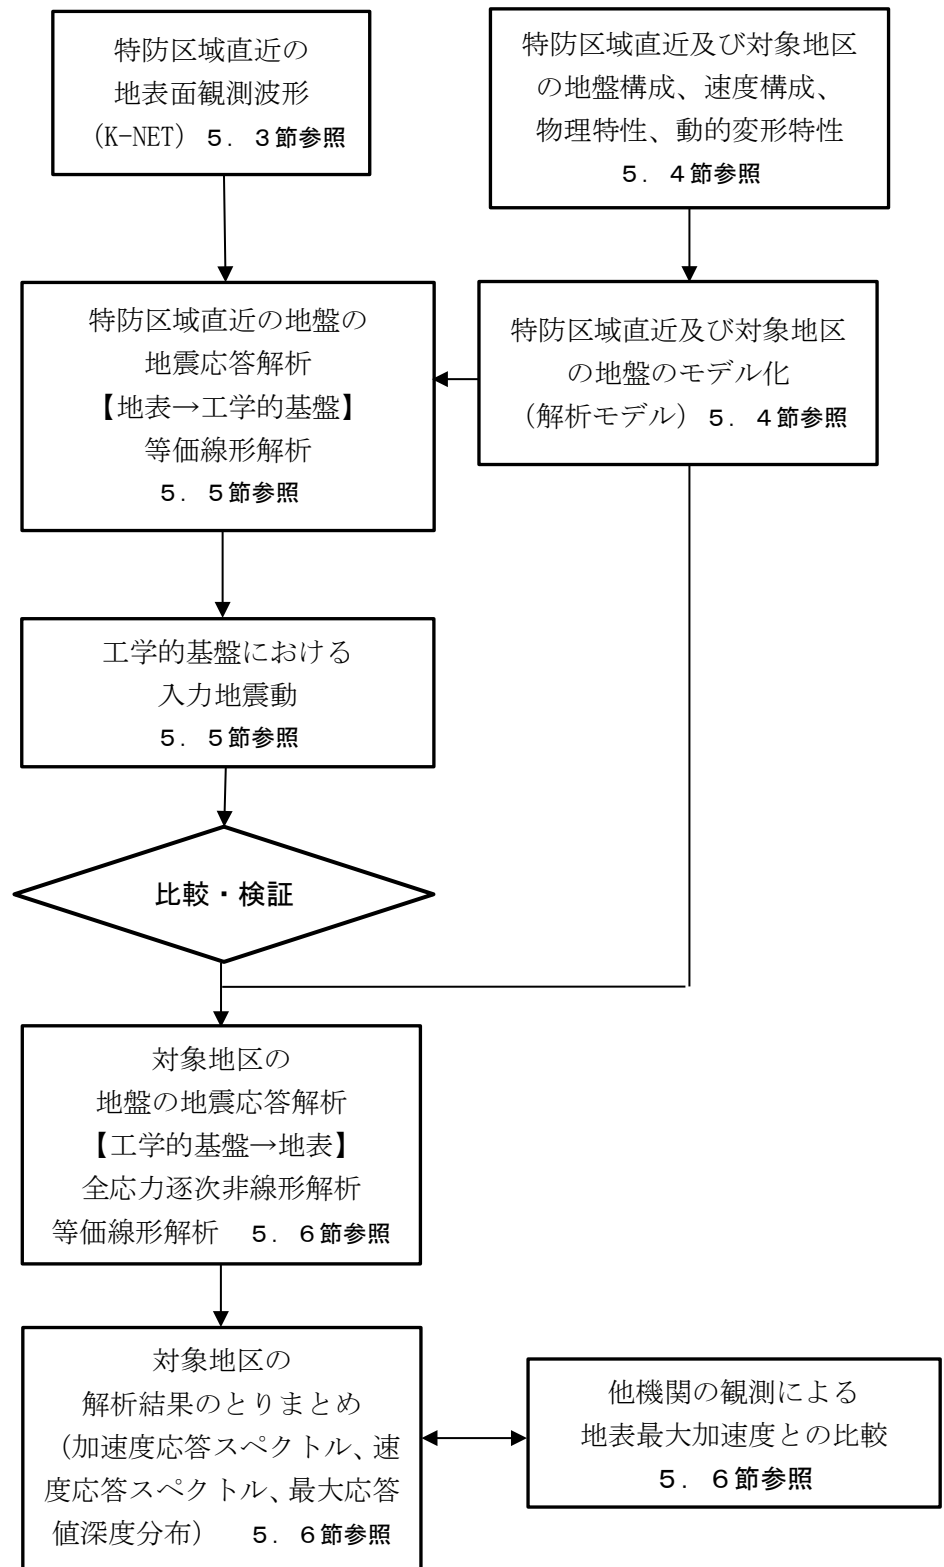 特防区域直近の
地表面観測波形
(K-NET) 5．3節参照
特防区域直近及び対象地区
の地盤構成、速度構成、
物理特性、動的変形特性
5．4節参照
特防区域直近の地盤の
地震応答解析
【地表→工学的基盤】
等価線形解析
5．5節参照
特防区域直近及び対象地区
の地盤のモデル化
（解析モデル）5．4節参照
工学的基盤における
入力地震動
5．5節参照
比較・検証
対象地区の
地盤の地震応答解析
【工学的基盤→地表】
全応力逐次非線形解析
等価線形解析 5．6節参照
対象地区の
解析結果のとりまとめ
（加速度応答スペクトル、速
度応答スペクトル、最大応答
値深度分布） 5．6節参照
他機関の観測による
地表最大加速度との比較
5．6節参照